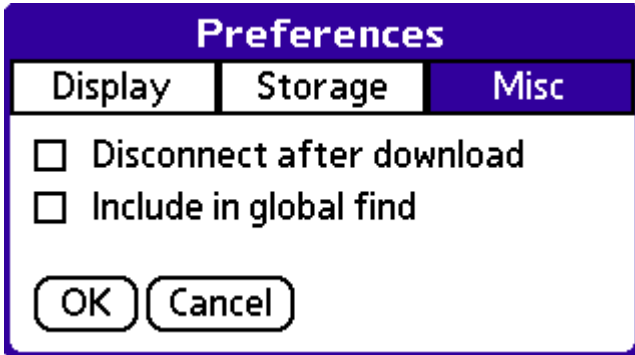 Preferences
Display Storage Misc
Disconnect after download
Include in global find
OK Cancel